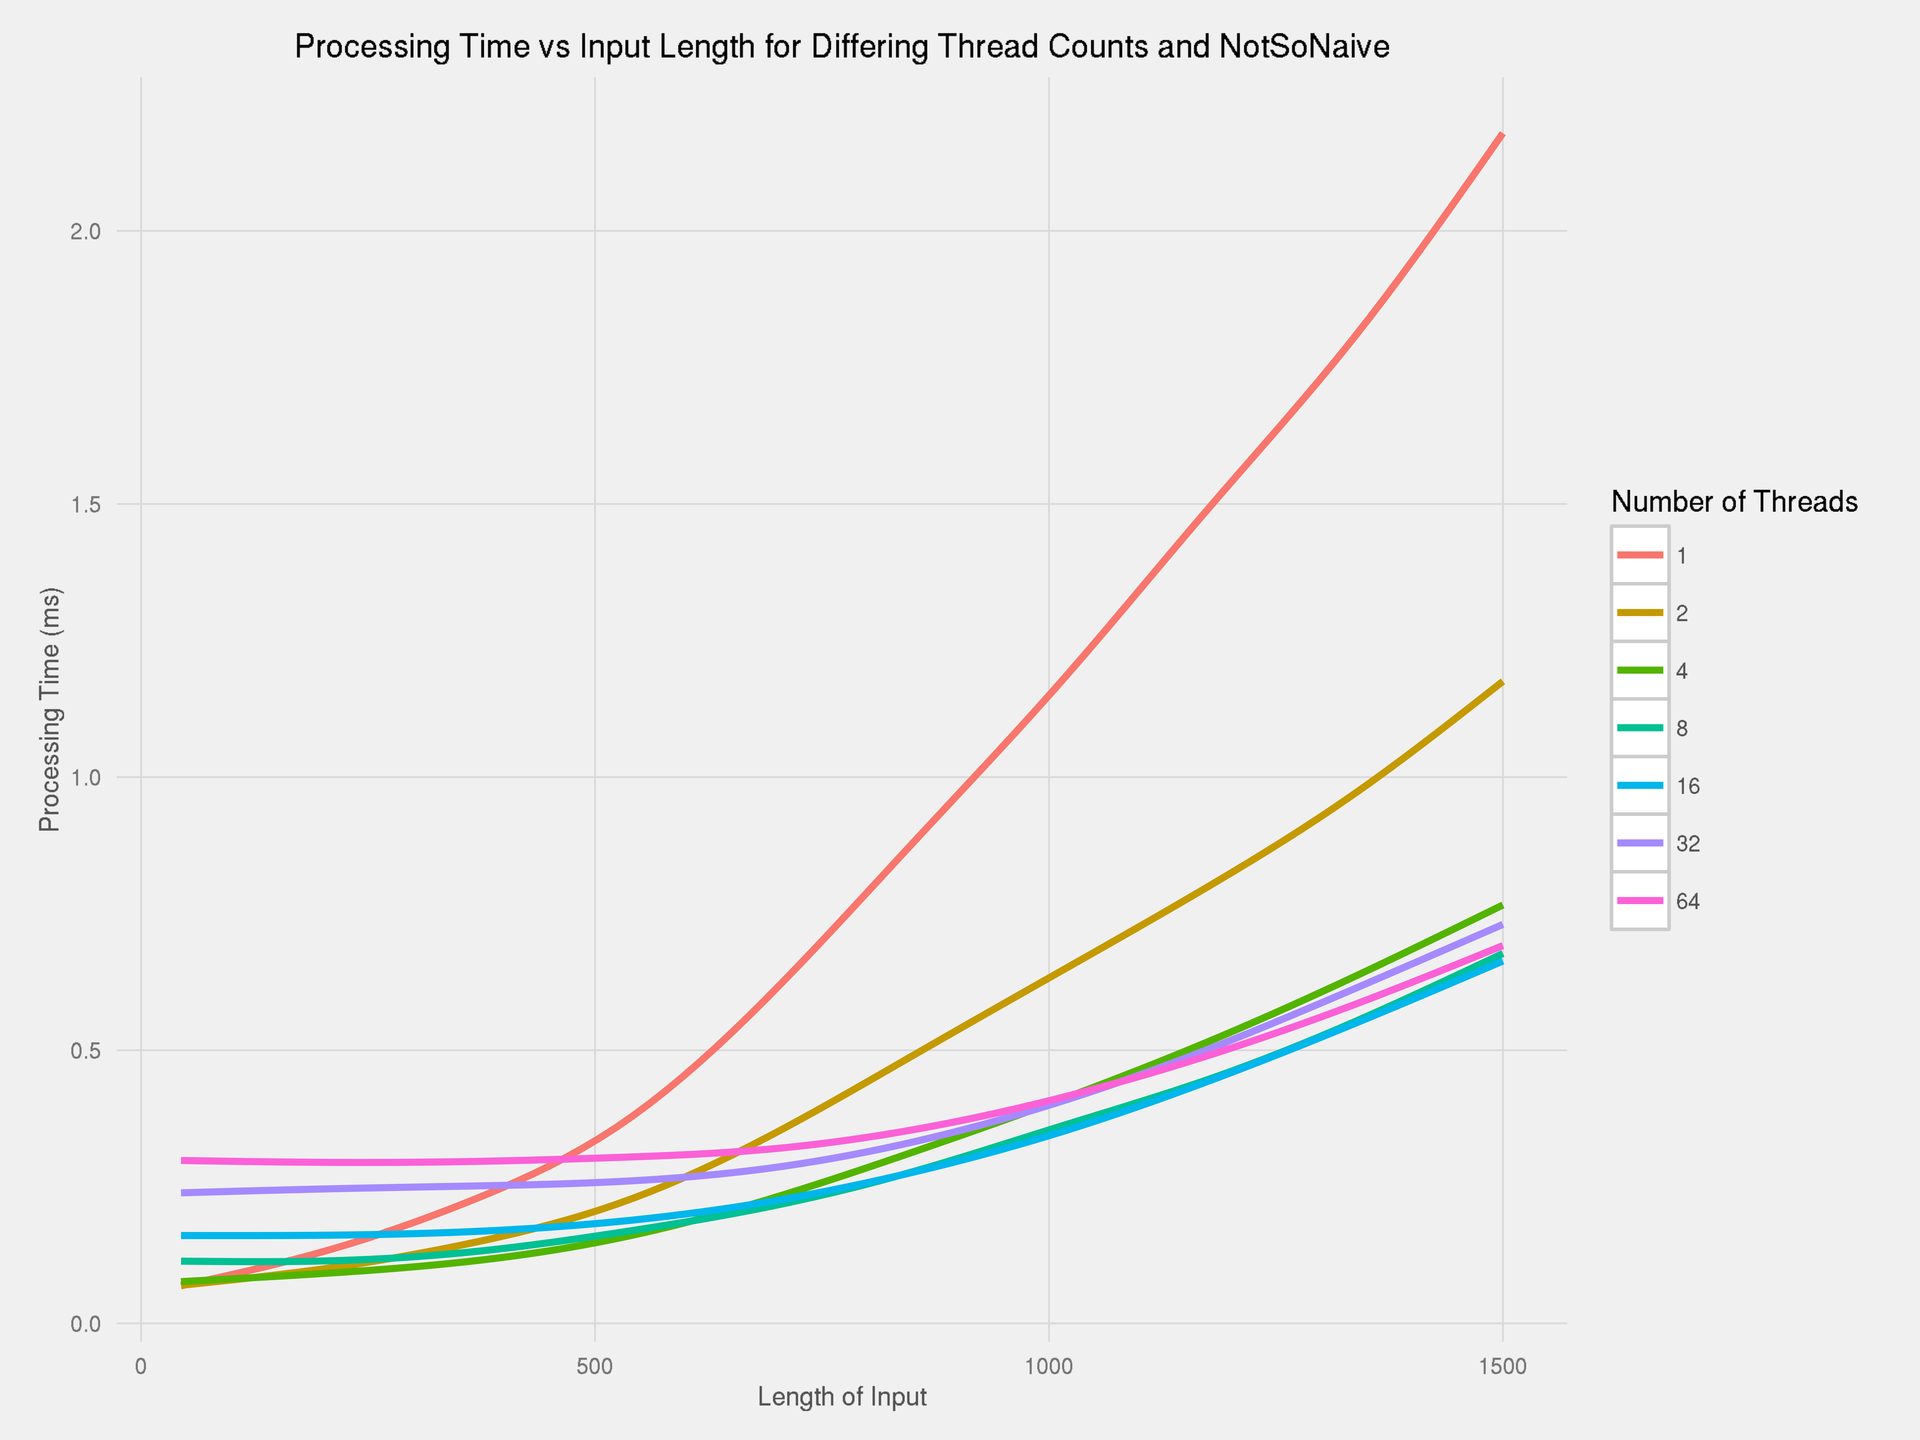 Processing Time vs Input Length for Differing Thread Counts and NotSoNaive
2.0
1.5
1.0
0.5
0.0
Processing Time (ms)
0 500 1000 1500
Length of Input
Number of Threads
1
2
4
8
16
32
64